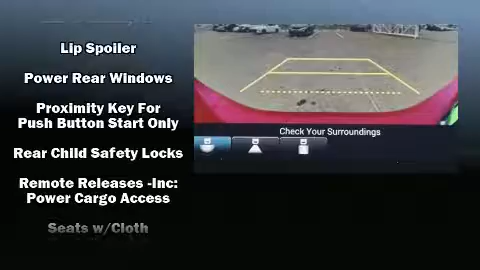 Lip Spoiler
Power Rear Windows
Proximity Key For
Push Button Start Only
Rear Child Safety Locks
Remote Releases -Inc:
Power Cargo Access
Seats w/Cloth
Check Your Surroundings